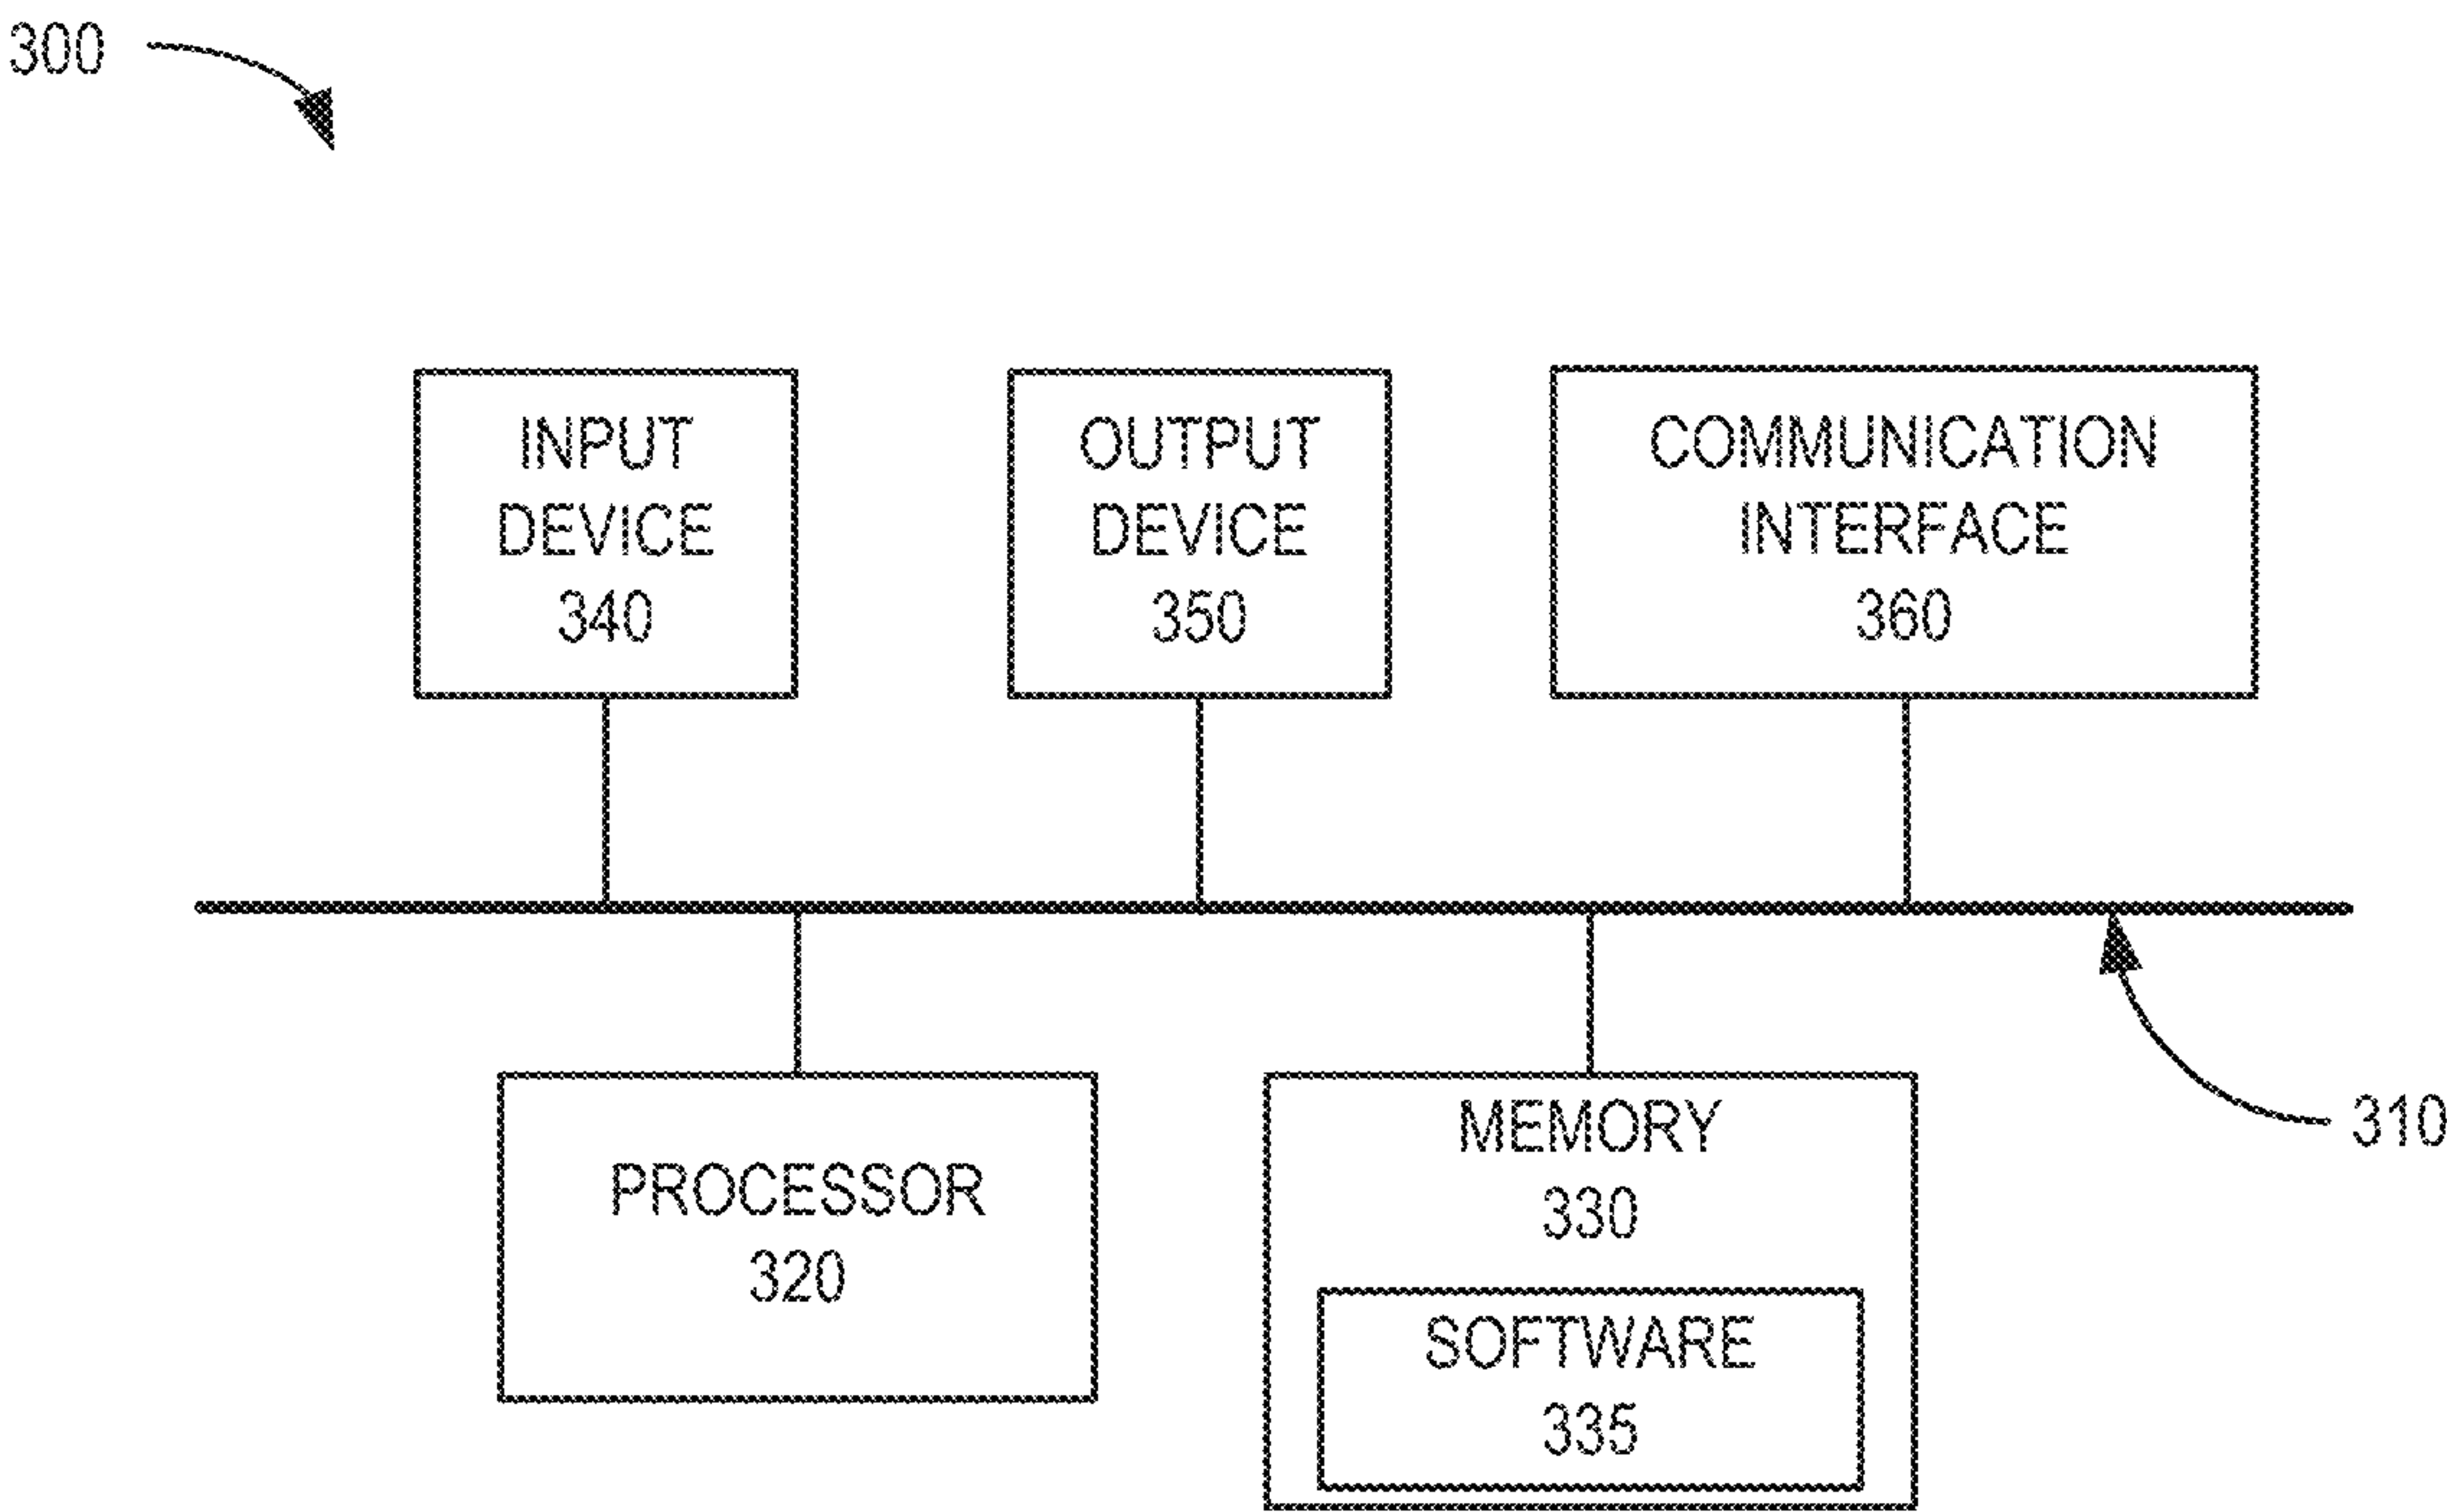 300
INPUT
DEVICE
340
OUTPUT
DEVICE
350
COMMUNICATION
INTERFACE
360
PROCESSOR
320
MEMORY
330
SOFTWARE
335
310